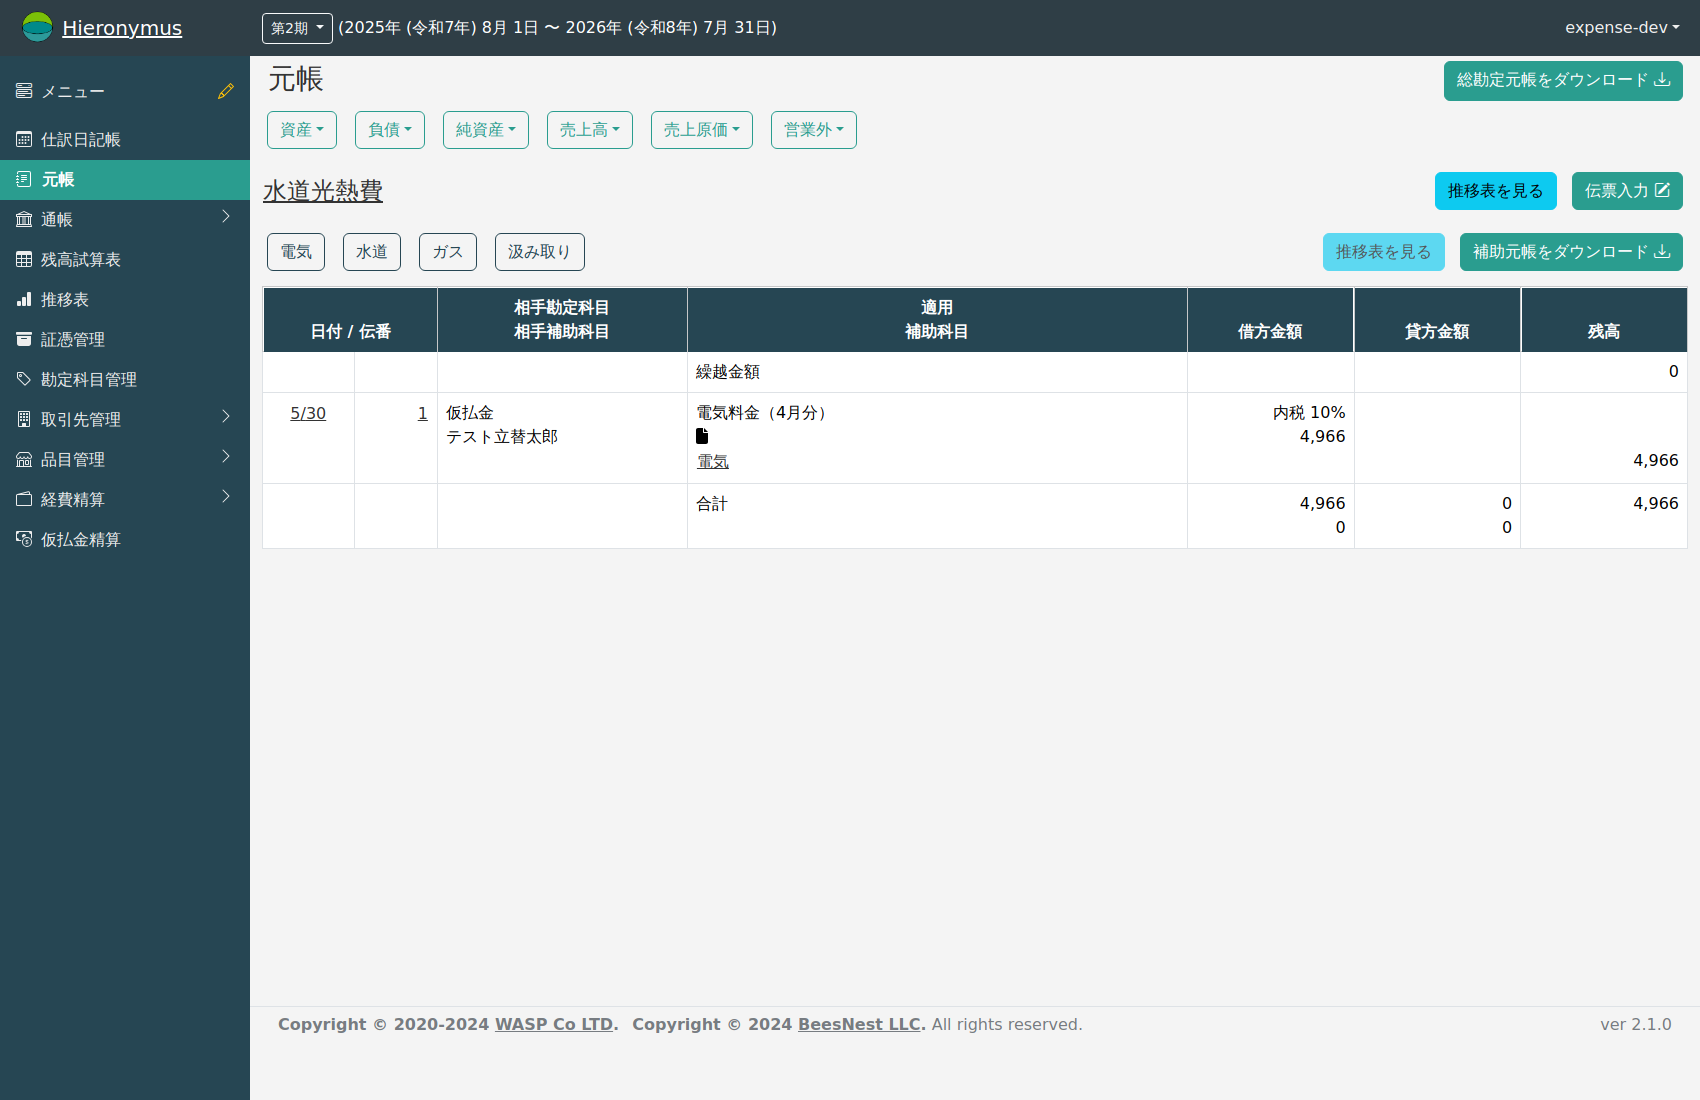 Hieronymus
第2期 (2025年 (令和7年) 8月 1日 〜 2026年 (令和8年) 7月 31日)
expense-dev
メニュー
仕訳日記帳
元帳
通帳
残高試算表
推移表
証憑管理
勘定科目管理
取引先管理
品目管理
経費精算
仮払金精算
元帳
総勘定元帳をダウンロード
資産 負債 純資産 売上高 売上原価 営業外
水道光熱費
推移表を見る 伝票入力
電気 水道 ガス 汲み取り
推移表を見る 補助元帳をダウンロード
日付 / 伝番 相手勘定科目 相手補助科目 適用 補助科目 借方金額 貸方金額 残高
繰越金額 0
5/30 1 仮払金 電気料金（4月分） 内税 10%
テスト立替太郎 4,966
電気 4,966
合計 4,966 0 4,966
0 0
Copyright © 2020-2024 WASP Co LTD. Copyright © 2024 BeesNest LLC. All rights reserved.
ver 2.1.0